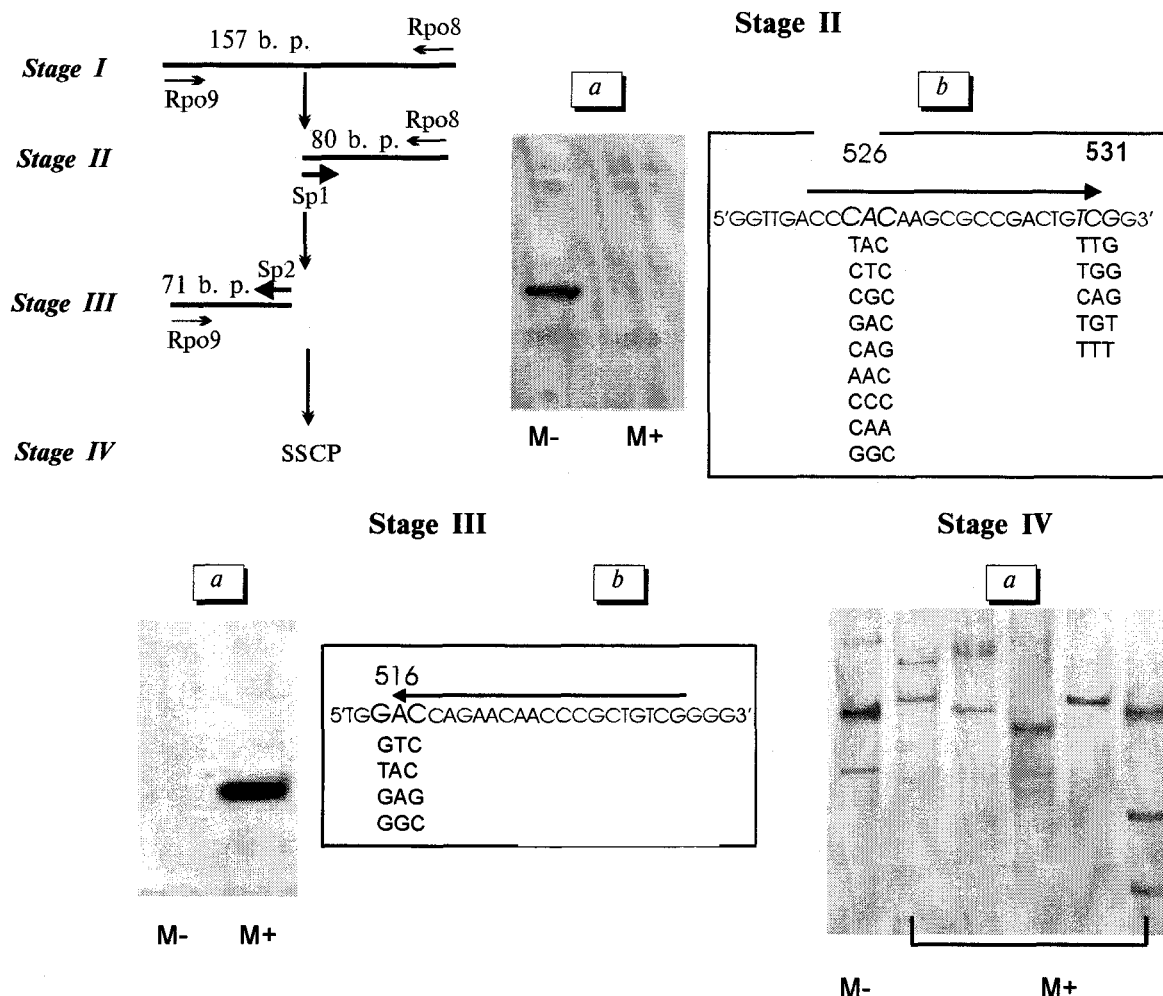 157 b. p.
Rpo8
Stage I
Rpo9
80 b. p.
Rpo8
Stage II
Sp1
71 b. p.
Sp2
Stage III
Rpo9
Stage IV
SSCP
Stage II
a
b
M-
M+
526
531
5'GGTTGACCCACAAGCGCCGACTGTCGG3'
TAC
CTC
CGC
GAC
CAG
AAC
CCC
CAA
GGC
TTG
TGG
CAG
TGT
TTT
Stage III
a
b
M-
M+
516
5'TGGACCAGAACAACCCGCTGTCGGGG3'
GTC
TAC
GAG
GGC
Stage IV
a
M-
M+